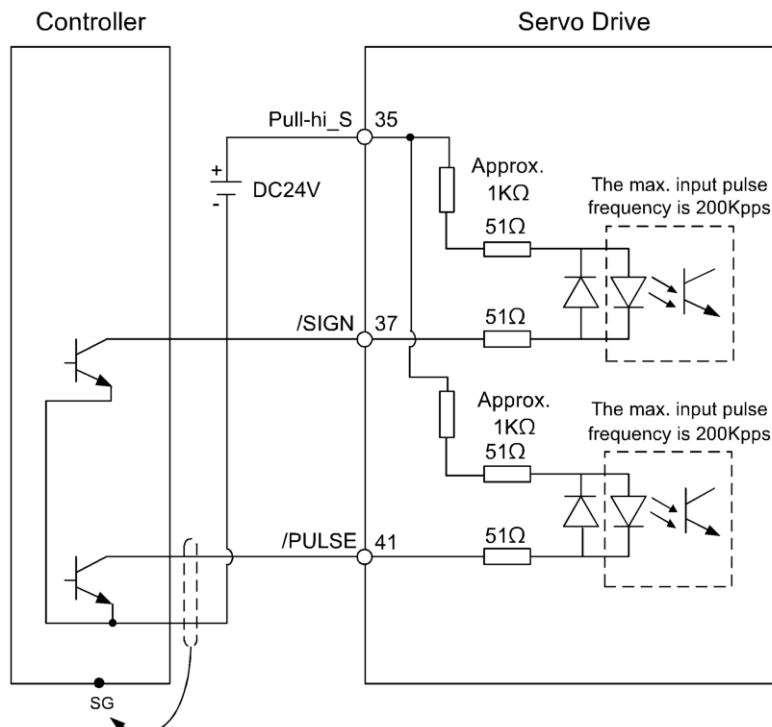 Controller
Servo Drive
Pull-hi_S
35
+
-
DC24V
Approx.
1KΩ
51Ω
The max. input pulse
frequency is 200Kpps
/SIGN
37
51Ω
Approx.
1KΩ
51Ω
The max. input pulse
frequency is 200Kpps
/PULSE
41
51Ω
SG